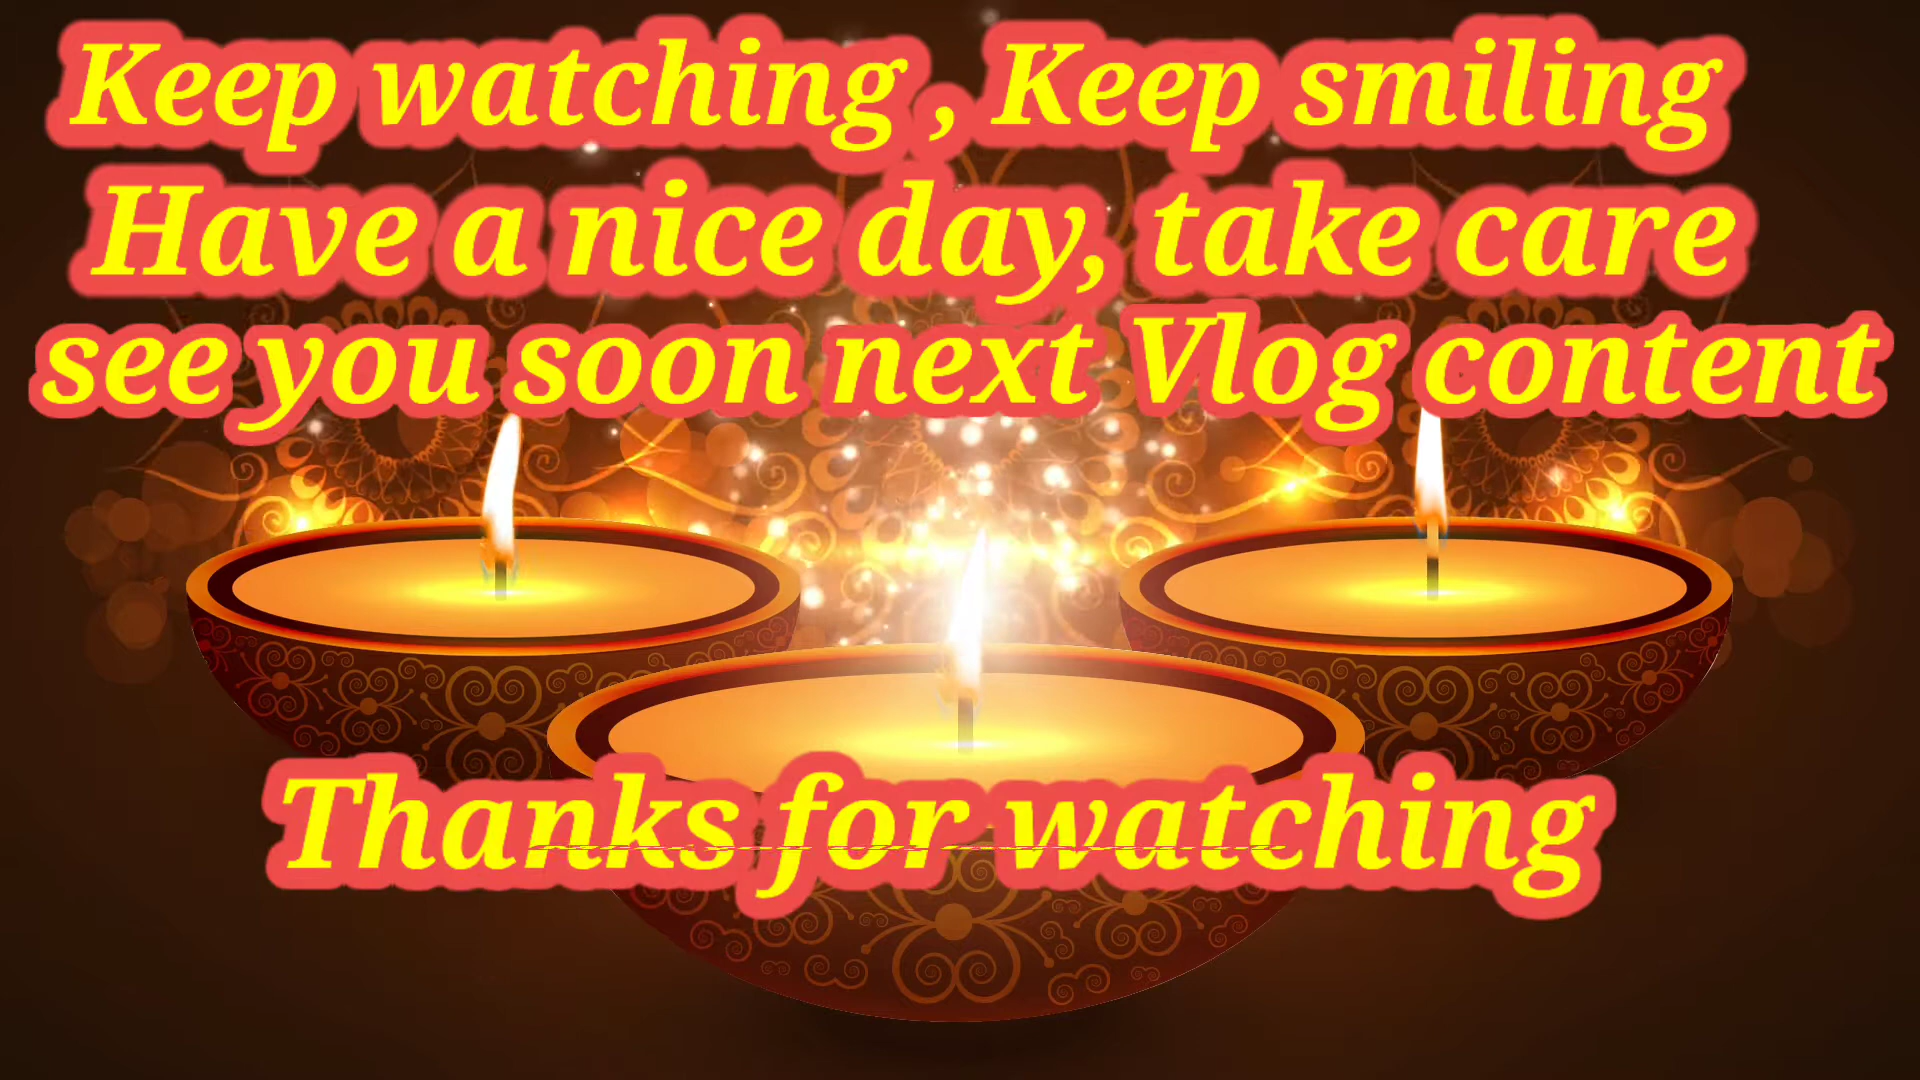 Keep watching , Keep smiling
Have a nice day, take care
see you soon next Vlog content
Thanks for watching